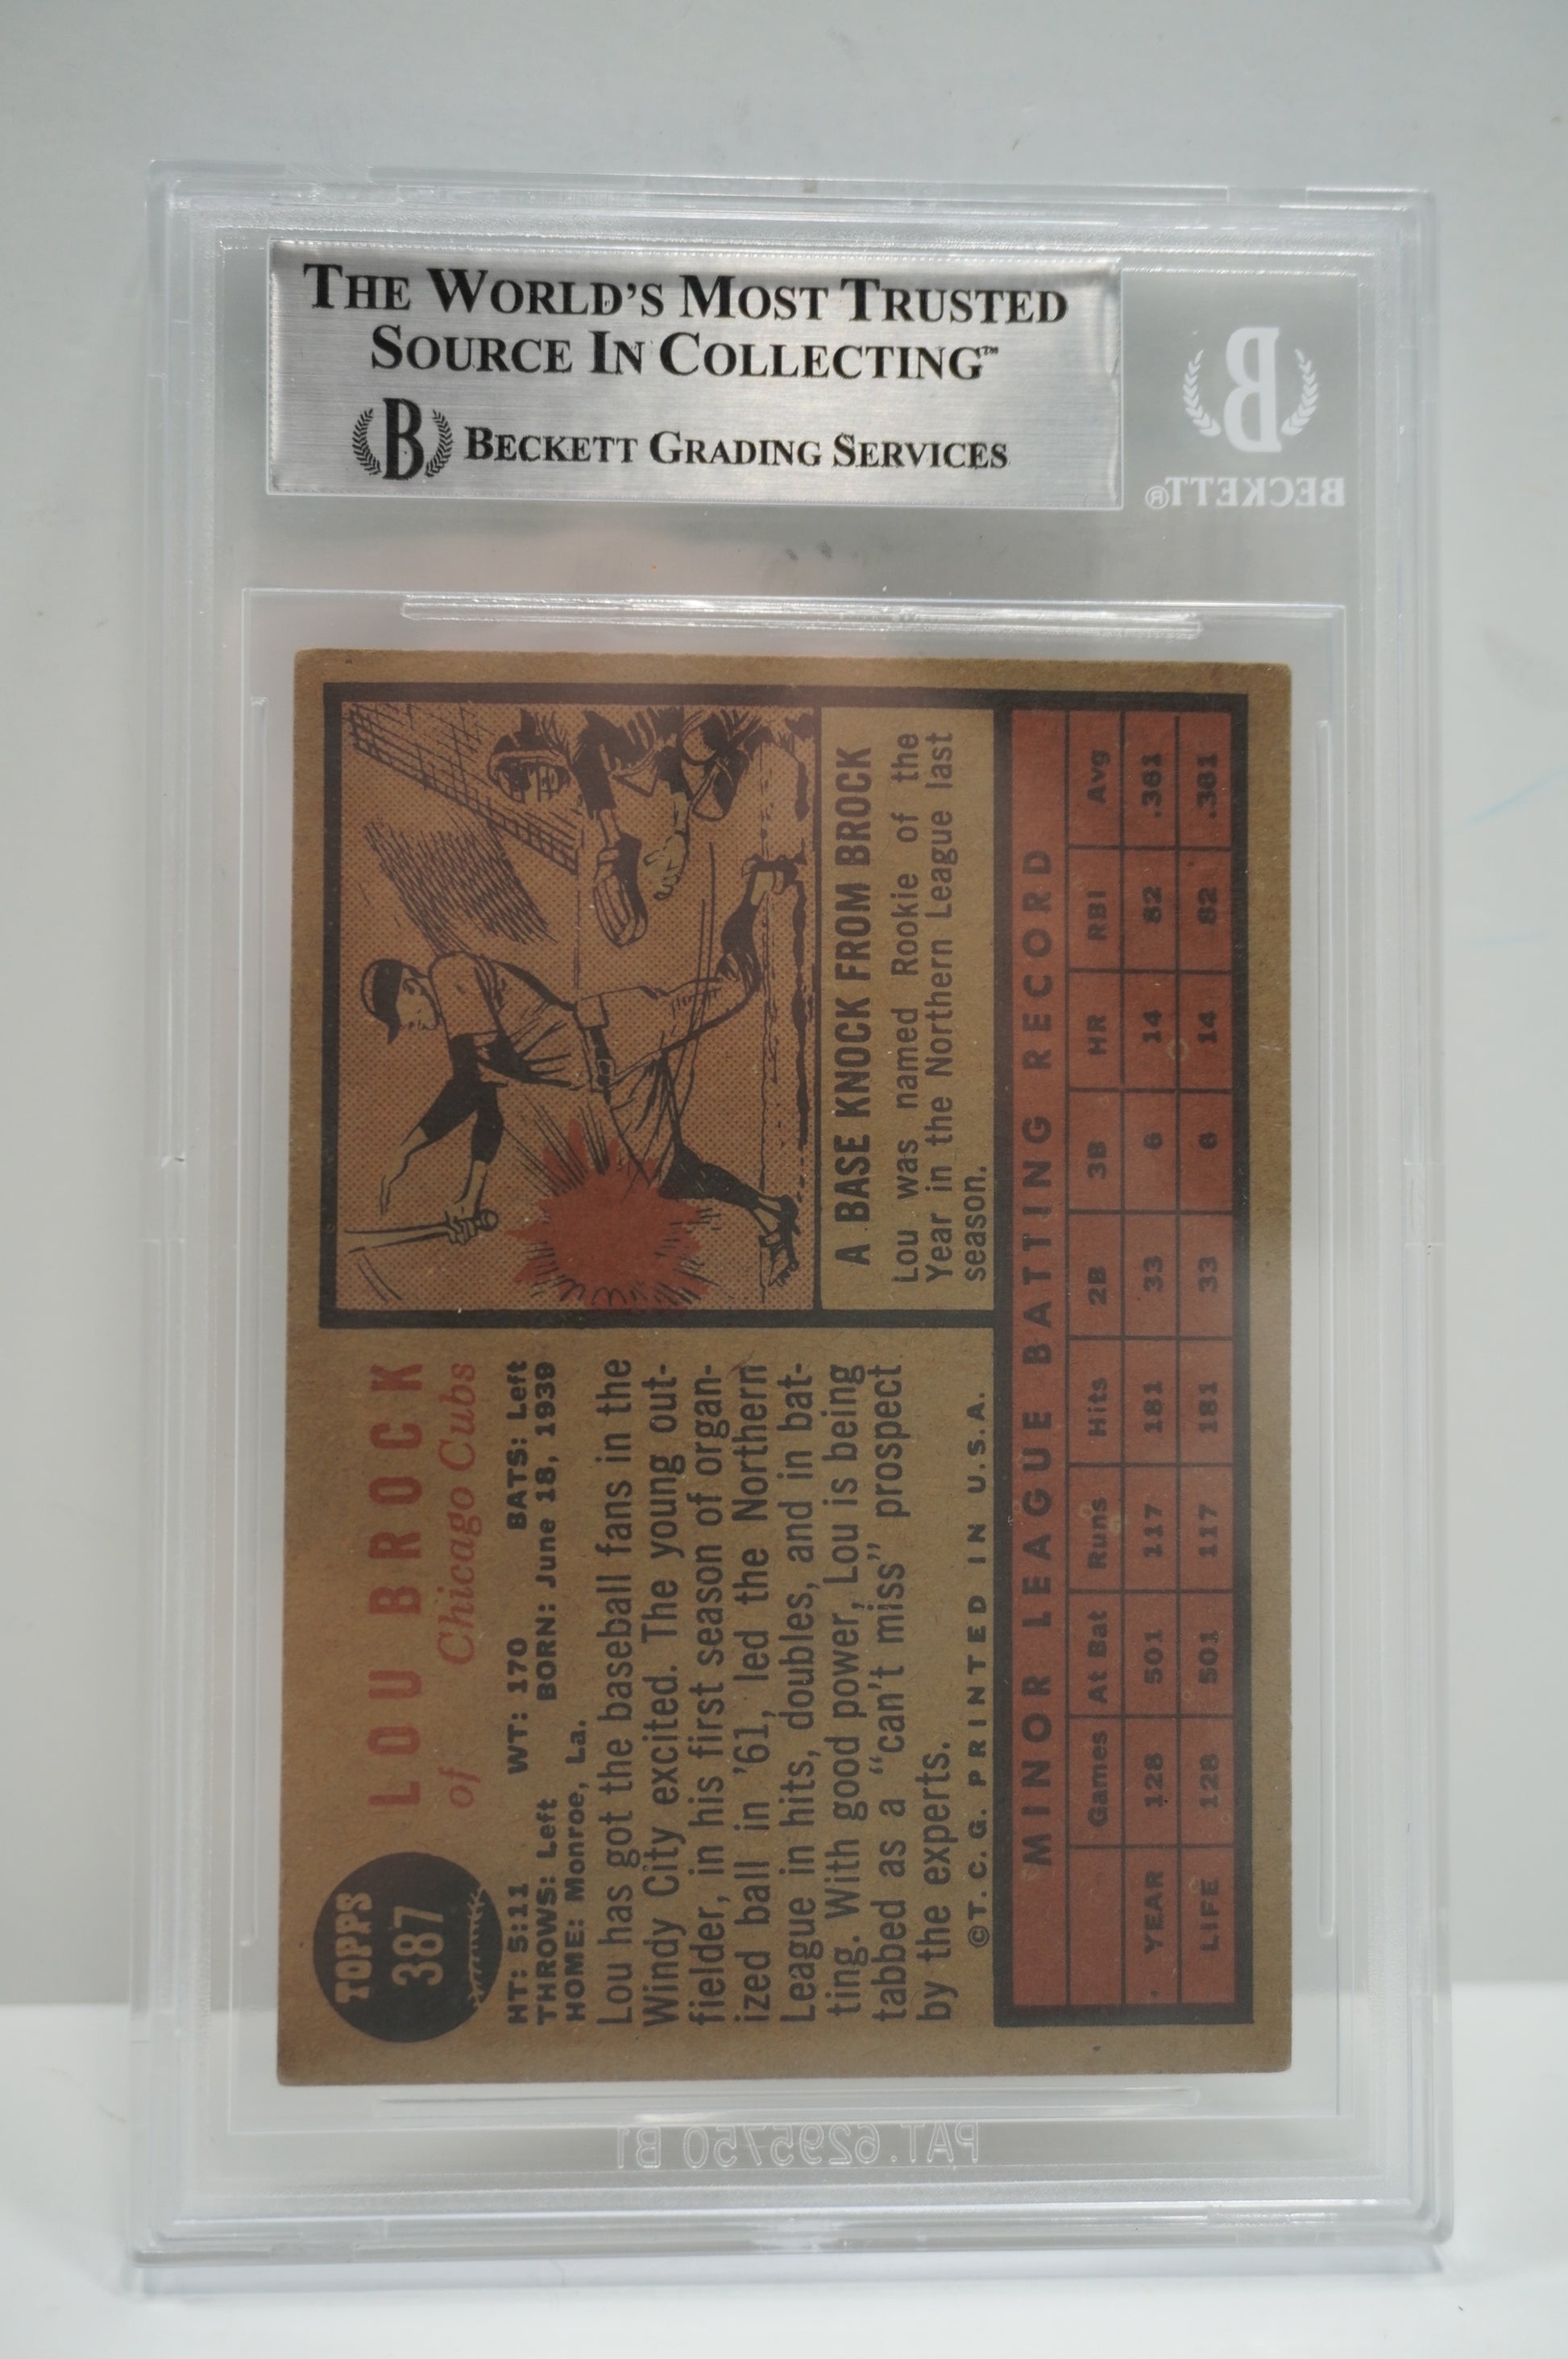 THE WORLD'S MOST TRUSTED
SOURCE IN COLLECTING™
B BECKETT GRADING SERVICES
B
BECKETT®
TOPPS
387
LOU BROCK
of Chicago Cubs
HT: 5:11 WT: 170 BATS: Left
THROWS: Left BORN: June 18, 1939
HOME: Monroe, La.
Lou has got the baseball fans in the
Windy City excited. The young out-
fielder, in his first season of organ-
ized ball in '61, led the Northern
League in hits, doubles, and in bat-
ting. With good power, Lou is being
tabbed as a "can't miss" prospect
by the experts.
©T.C.G. PRINTED IN U.S.A.
A BASE KNOCK FROM BROCK
Lou was named Rookie of the
Year in the Northern League last
season.
MINOR LEAGUE BATTING RECORD
Games At Bat Runs Hits 2B 3B HR RBI Avg
YEAR 128 501 117 181 33 6 14 82 .361
LIFE 128 501 117 181 33 6 14 82 .361
PAT.6295750 B1